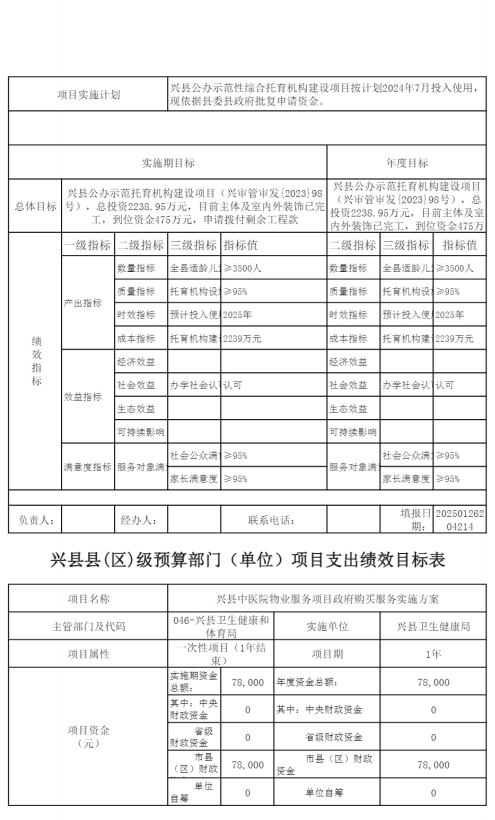 项目实施计划
兴县公办示范性综合托育机构建设项目按计划2024年7月投入使用，
现依据县委县政府批复申请资金。
实施期目标 年度目标
总体目标
兴县公办示范托育机构建设项目（兴审管审发{2023}98
号），总投资2238.95万元，目前主体及室内外装饰已完
工，到位资金475万元，申请拨付剩余工程款
兴县公办示范托育机构建设项目
（兴审管审发{2023}98号），总
投资2238.95万元，目前主体及室
内外装饰已完工，到位资金475万
绩效指标
一级指标 二级指标 三级指标 指标值 二级指标 三级指标 指标值
产出指标
数量指标 全县适龄儿 ≥3500人 数量指标 全县适龄儿 ≥3500人
质量指标 托育机构设 ≥95% 质量指标 托育机构设 ≥95%
时效指标 预计投入使 2025年 时效指标 预计投入使 2025年
成本指标 托育机构建 2239万元 成本指标 托育机构建 2239万元
效益指标
经济效益 经济效益
社会效益 办学社会认 认可 社会效益 办学社会认 认可
生态效益 生态效益
可持续影响 可持续影响
满意度指标 服务对象满 服务对象满
社会公众满 ≥95% 社会公众满 ≥95%
家长满意度 ≥95% 家长满意度 ≥95%
负责人： 经办人： 联系电话： 填报日期： 20250126204214
兴县县(区)级预算部门（单位）项目支出绩效目标表
项目名称 兴县中医院物业服务项目政府购买服务实施方案
主管部门及代码 046-兴县卫生健康和体育局 实施单位 兴县卫生健康局
项目属性 一次性项目（1年结束） 项目期 1年
项目资金
（元）
实施期资金总额： 78,000 年度资金总额： 78,000
其中：中央财政资金 0 其中：中央财政资金 0
省级财政资金 0 省级财政资金 0
市县（区）财政 78,000 市县（区）财政资金 78,000
单位自筹 0 单位自筹 0